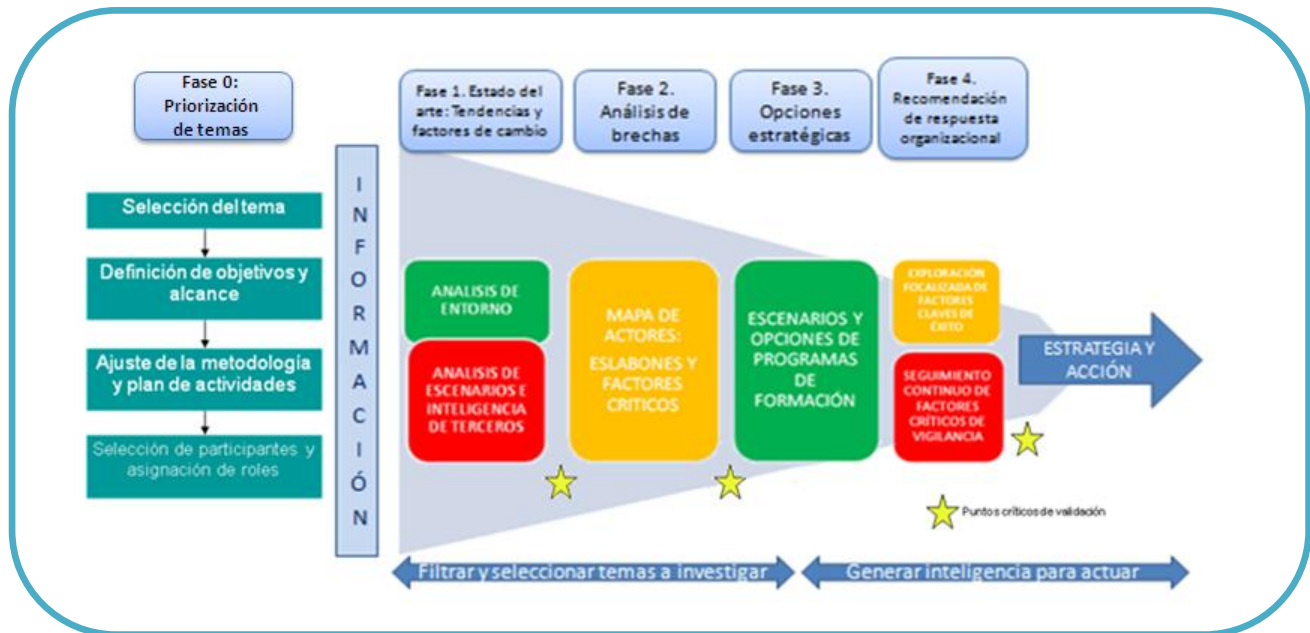 Fase 0:
Priorización
de temas
Fase 1. Estado del
arte: Tendencias y
factores de cambio
Fase 2.
Análisis de
brechas
Fase 3.
Opciones
estratégicas
Fase 4.
Recomendación
de respuesta
organizacional
Selección del tema
Definición de objetivos y
alcance
Ajuste de la metodología
y plan de actividades
Selección de participantes y
asignación de roles
I
N
F
O
R
M
A
C
I
Ó
N
ANALISIS DE
ENTORNO
ANALISIS DE
ESCENARIOS E
INTELIGENCIA
DE TERCEROS
MAPA DE
ACTORES:
ESLABONES Y
FACTORES
CRITICOS
ESCENARIOS Y
OPCIONES DE
PROGRAMAS
DE
FORMACIÓN
EXPLORACIÓN
FOCALIZADA DE
FACTORES
CLAVES DE
ÉXITO
SEGUIMIENTO
CONTINUO DE
FACTORES
CRÍTICOS DE
VIGILANCIA
ESTRATEGIA Y
ACCIÓN
Puntos críticos de validación
Filtrar y seleccionar temas a investigar
Generar inteligencia para actuar